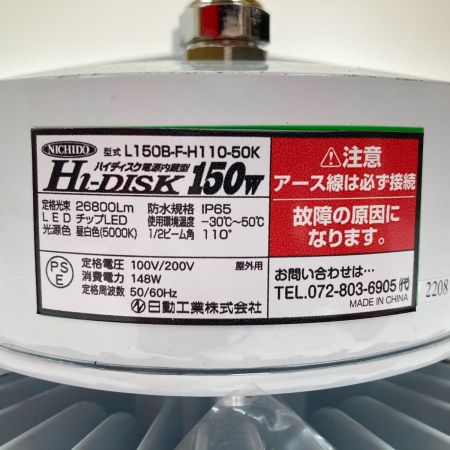 NICHIDO 型式 L150B-F-H110-50K
ハイディスク電源内蔵型
HI-DISK 150W
定格光束 26800Lm 防水規格 IP65
LED チップLED 使用環境温度 -30℃~50℃
光源色 昼白色(5000K) 1/2ビーム角 110°
PSE
定格電圧 100V/200V 屋外用
消費電力 148W
定格周波数 50/60Hz
日動工業株式会社
⚠注意
アース線は必ず接続
故障の原因に
なります。
お問い合わせは…
TEL.072-803-6905(代)
MADE IN CHINA
2208